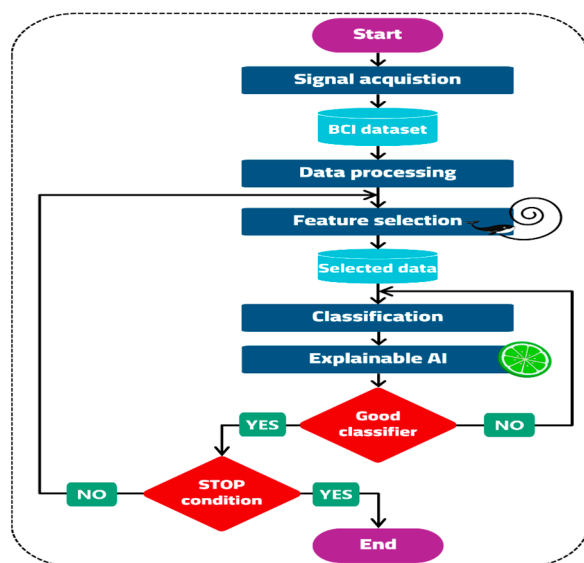 Start
Signal acquistion
BCI dataset
Data processing
Feature selection
Selected data
Classification
Explainable AI
Good
classifier
YES
NO
STOP
condition
NO
YES
End